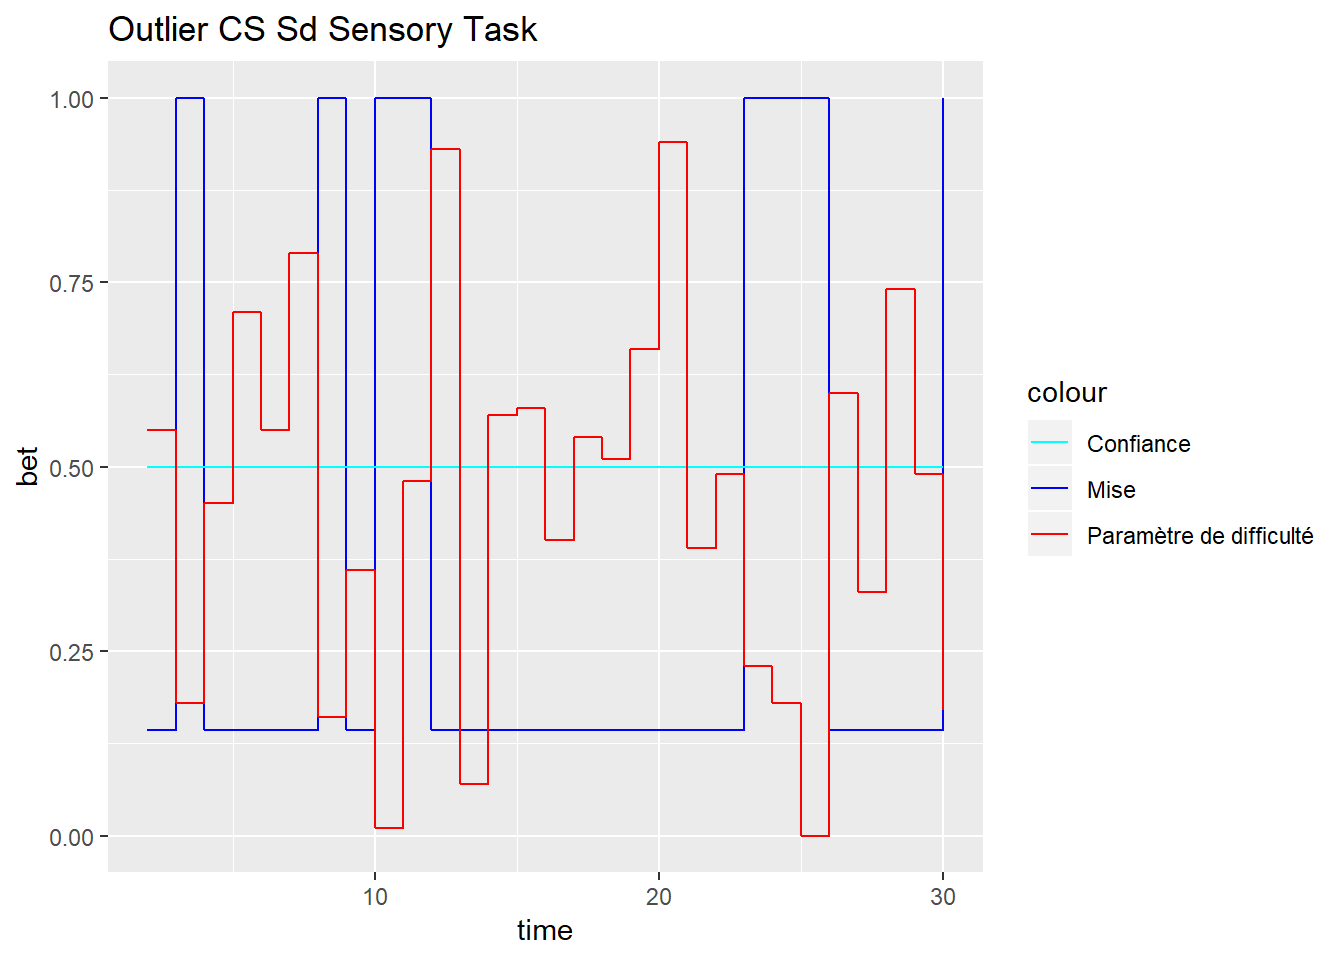 Outlier CS Sd Sensory Task
1.00
0.75
0.50
0.25
0.00
bet
10 20 30
time
colour
Confiance
Mise
Paramètre de difficulté